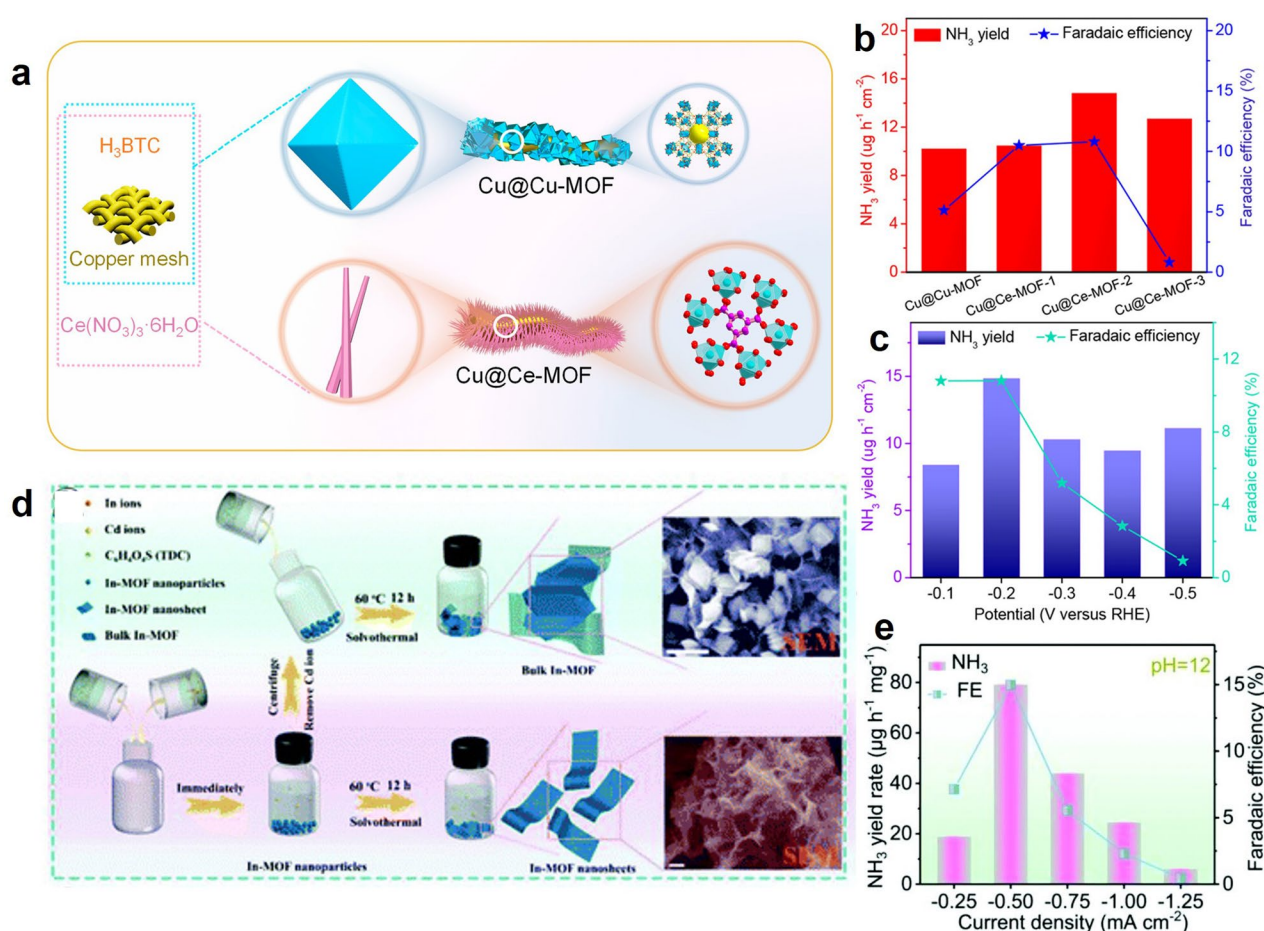 a
H₃BTC
Copper mesh
Ce(NO₃)₃·6H₂O
Cu@Cu-MOF
Cu@Ce-MOF
b
NH₃ yield
Faradaic efficiency
NH₃ yield (ug h⁻¹ cm⁻²)
20
16
12
8
4
0
Faradaic efficiency (%)
20
15
10
5
0
Cu@Cu-MOF
Cu@Ce-MOF-1
Cu@Ce-MOF-2
Cu@Ce-MOF-3
c
NH₃ yield
Faradaic efficiency
NH₃ yield (ug h⁻¹ cm⁻²)
15
10
5
0
Faradaic efficiency (%)
12
8
4
0
-0.1
-0.2
-0.3
-0.4
-0.5
Potential (V versus RHE)
d
In ions
Cd ions
(TDC)
In-MOF nanoparticles
In-MOF nanosheet
Bulk In-MOF
60 °C 12 h
Solvothermal
Bulk In-MOF
SEM
Centrifuge
Remove Cd ion
Immediately
In-MOF nanoparticles
60 °C 12 h
Solvothermal
In-MOF nanosheets
SEM
e
NH₃
FE
pH=12
NH₃ yield rate (μg h⁻¹ mg⁻¹)
80
60
40
20
0
Faradaic efficiency (%)
15%
10
5
0
-0.25
-0.50
-0.75
-1.00
-1.25
Current density (mA cm⁻²)